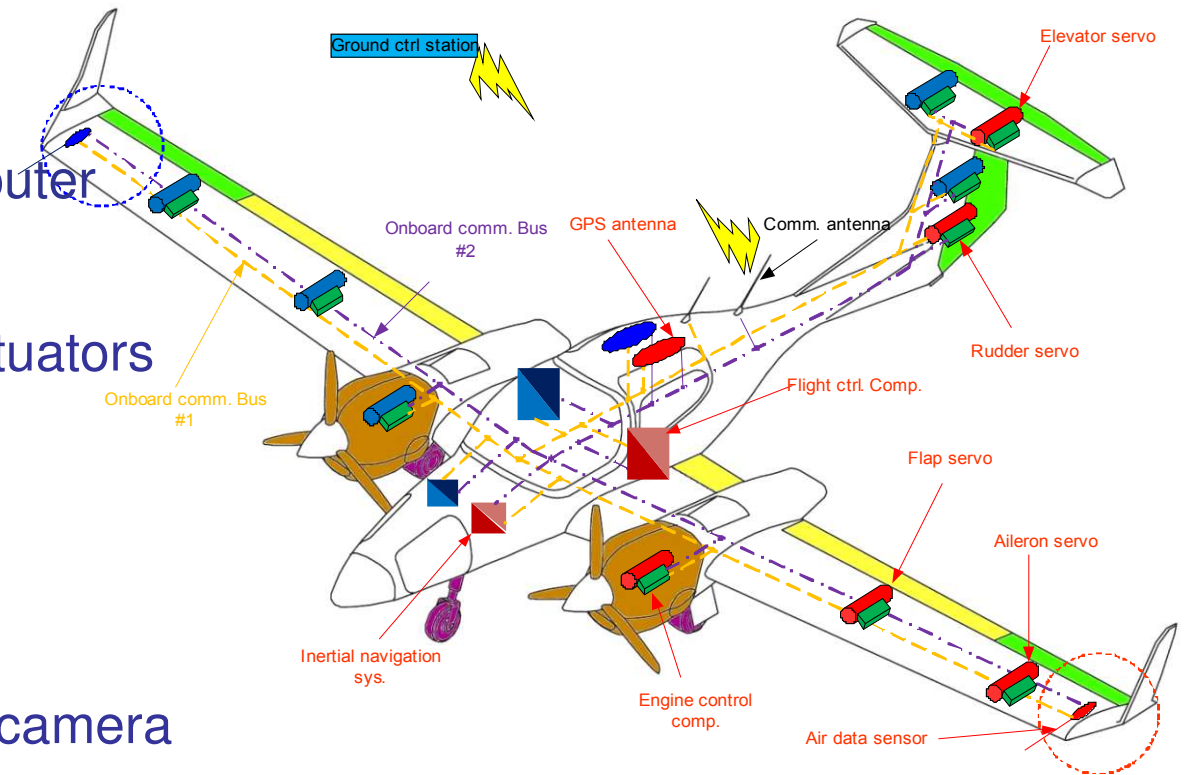 Elevator servo
Ground ctrl station
GPS antenna
Comm. antenna
Onboard comm. Bus
#2
Rudder servo
tuators
Flight ctrl. Comp.
Onboard comm. Bus
#1
Flap servo
Aileron servo
Inertial navigation
sys.
Engine control
comp.
camera
Air data sensor